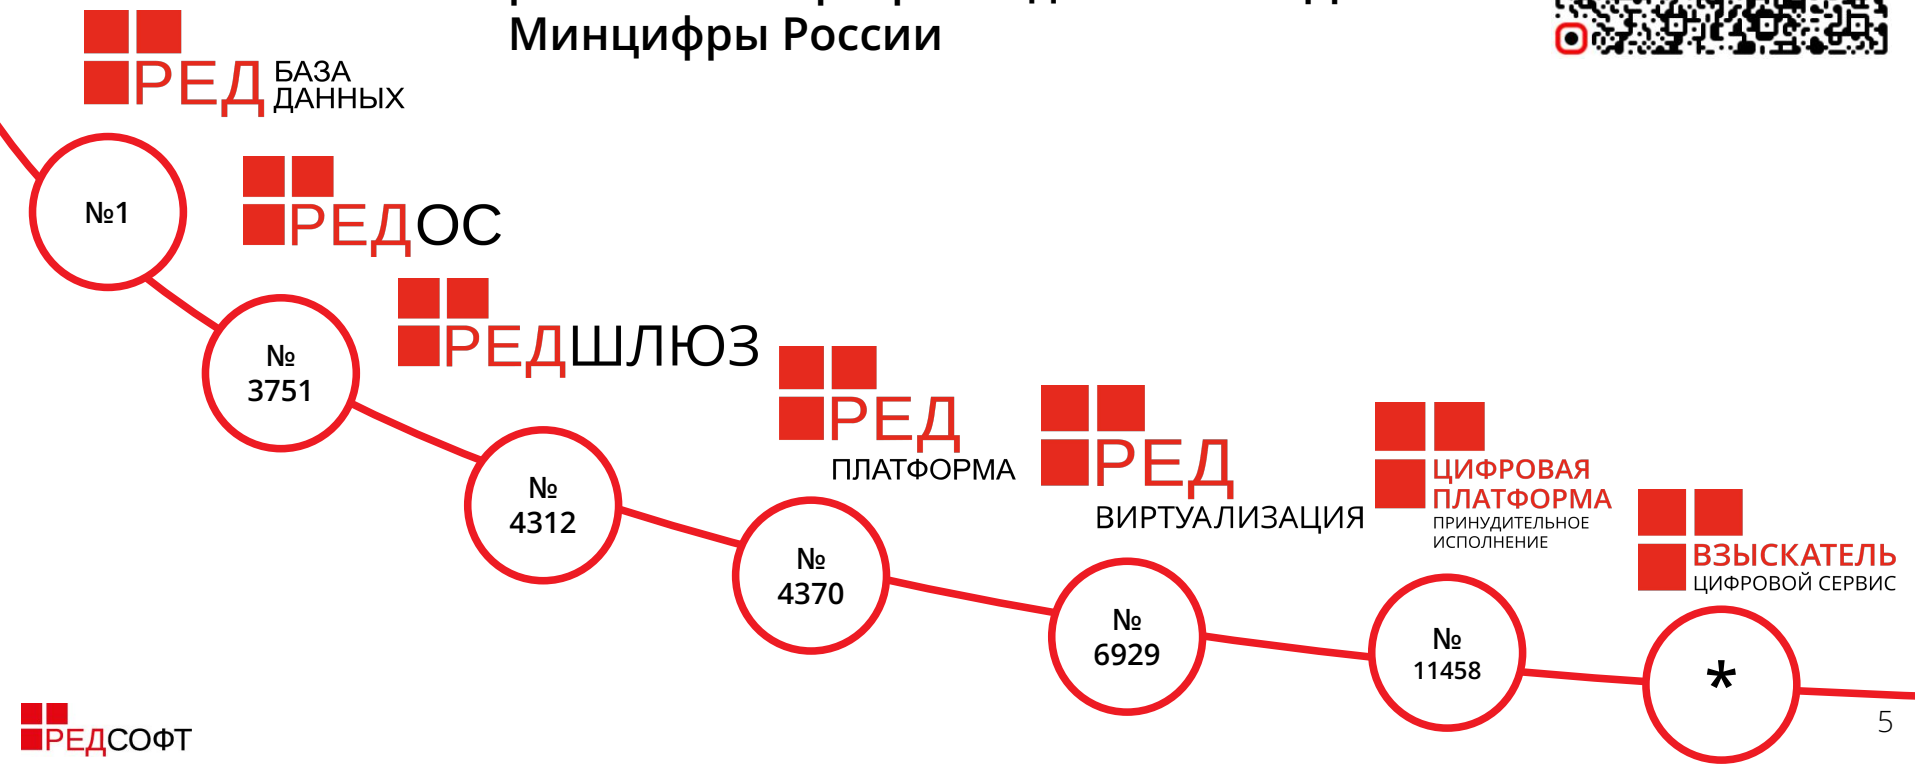 Минцифры России
РЕД БАЗА
ДАННЫХ
№1
РЕДОС
№
3751
РЕДШЛЮЗ
№
4312
РЕД
ПЛАТФОРМА
№
4370
РЕД
ВИРТУАЛИЗАЦИЯ
№
6929
ЦИФРОВАЯ
ПЛАТФОРМА
ПРИНУДИТЕЛЬНОЕ
ИСПОЛНЕНИЕ
№
11458
ВЗЫСКАТЕЛЬ
ЦИФРОВОЙ СЕРВИС
*
РЕДСОФТ
5